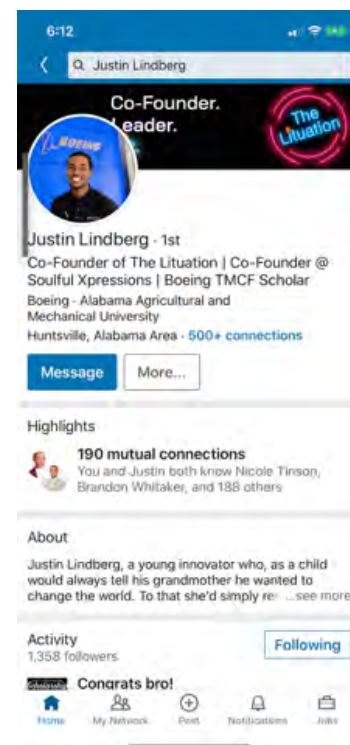 6:12
Justin Lindberg
Co-Founder.
Leader.
The
Lituation
BOEING
Justin Lindberg · 1st
Co-Founder of The Lituation | Co-Founder @
Soulful Xpressions | Boeing TMCF Scholar
Boeing · Alabama Agricultural and
Mechanical University
Huntsville, Alabama Area · 500+ connections
Message
More...
Highlights
190 mutual connections
You and Justin both know Nicole Tinson,
Brandon Whitaker, and 188 others
About
Justin Lindberg, a young innovator who, as a child
would always tell his grandmother he wanted to
change the world. To that she'd simply re ...see more
Activity
1,358 followers
Following
Congrats bro!
Home
My Network
Post
Notifications
Jobs